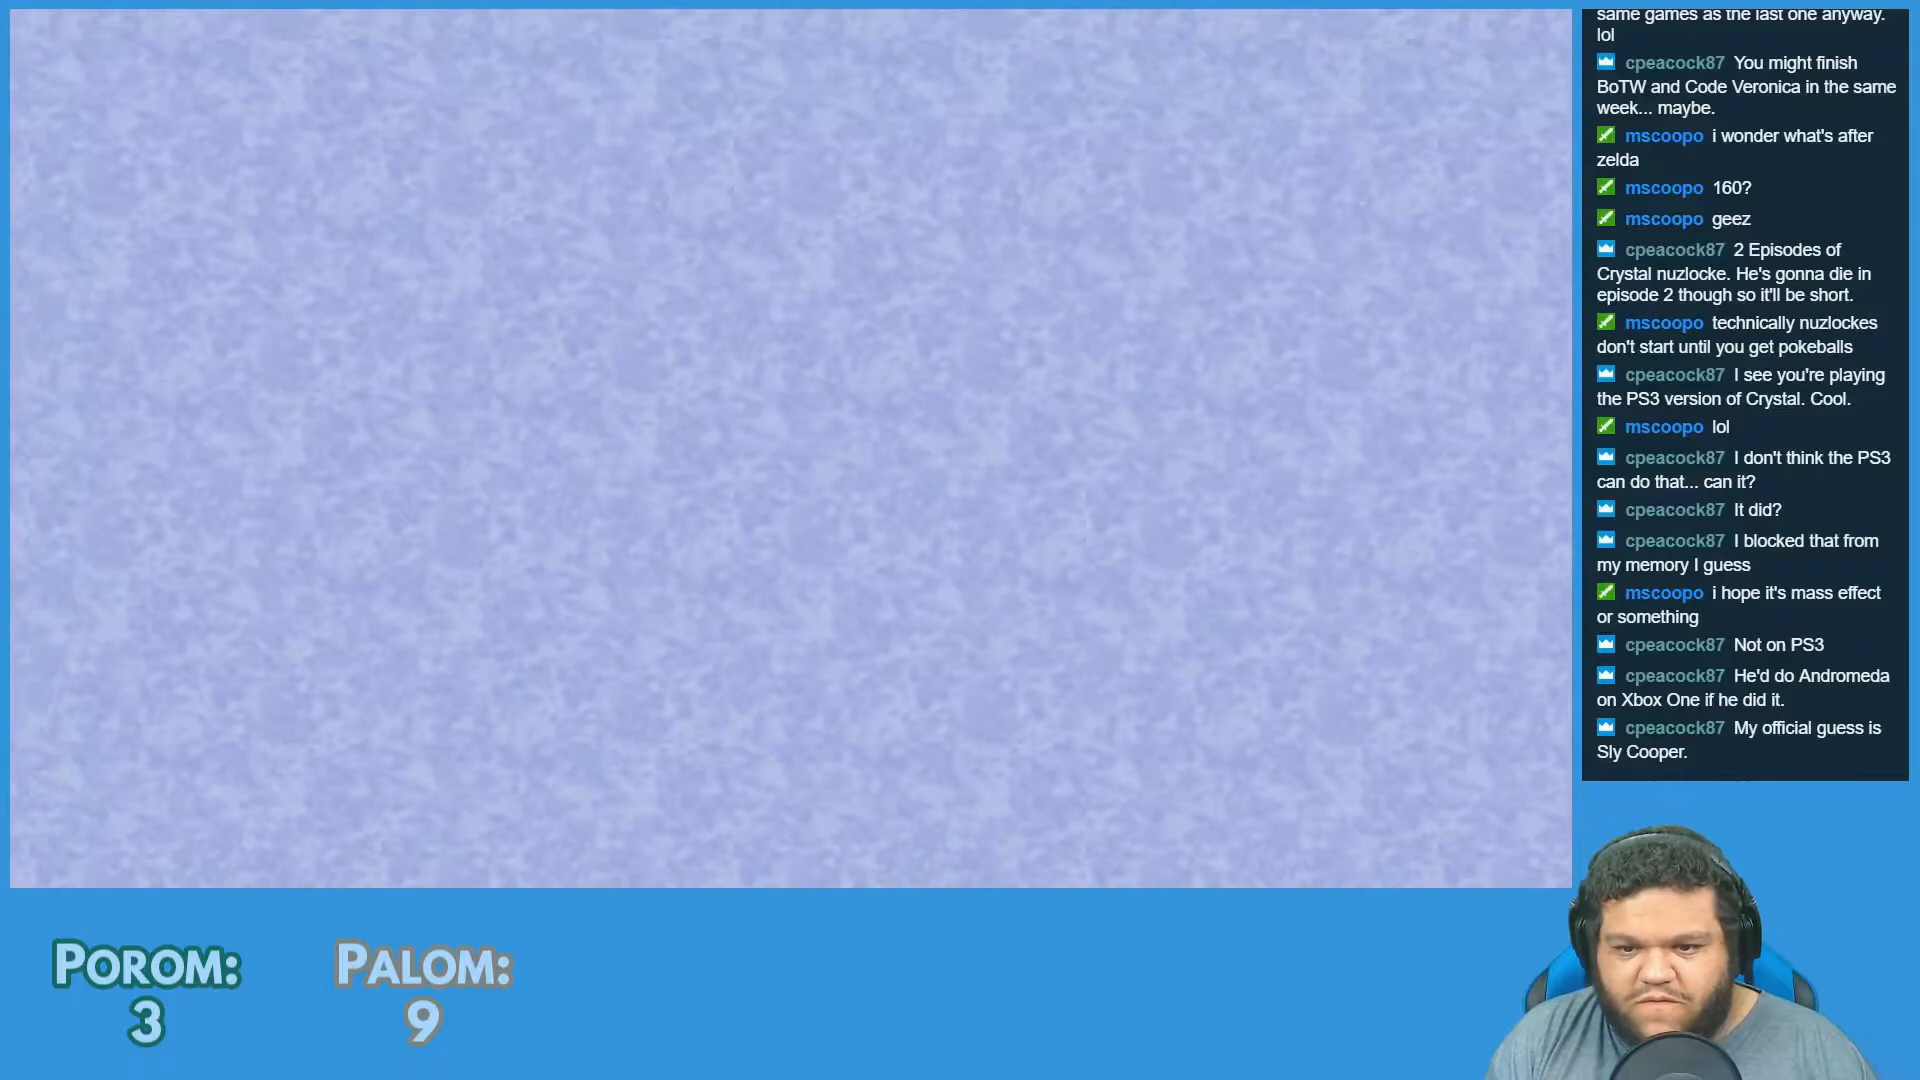 same games as the last one anyway.
lol
cpeacock87 You might finish
BoTW and Code Veronica in the same
week... maybe.
mscoopo i wonder what's after
zelda
mscoopo 160?
mscoopo geez
cpeacock87 2 Episodes of
Crystal nuzlocke. He's gonna die in
episode 2 though so it'll be short.
mscoopo technically nuzlockes
don't start until you get pokeballs
cpeacock87 I see you're playing
the PS3 version of Crystal. Cool.
mscoopo lol
cpeacock87 I don't think the PS3
can do that... can it?
cpeacock87 It did?
cpeacock87 I blocked that from
my memory I guess
mscoopo i hope it's mass effect
or something
cpeacock87 Not on PS3
cpeacock87 He'd do Andromeda
on Xbox One if he did it.
cpeacock87 My official guess is
Sly Cooper.
POROM: PALOM:
3 9